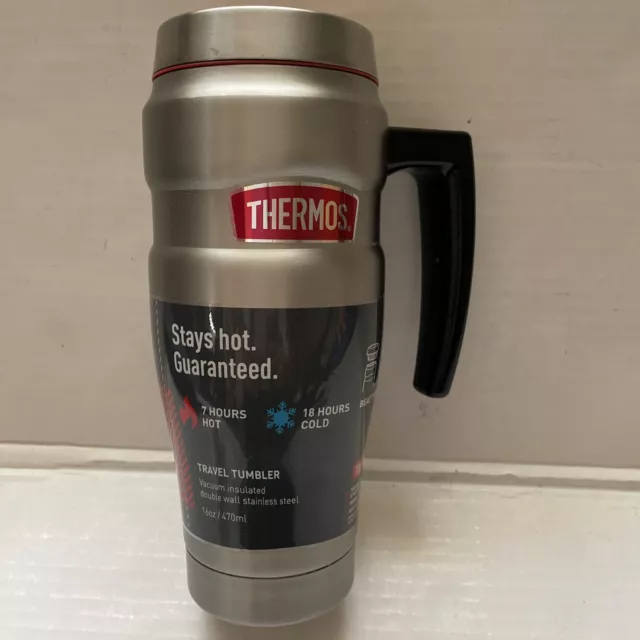 THERMOS.
Stays hot.
Guaranteed.
7 HOURS
HOT
18 HOURS
COLD
TRAVEL TUMBLER
Vacuum insulated
double wall stainless steel
16oz / 470ml